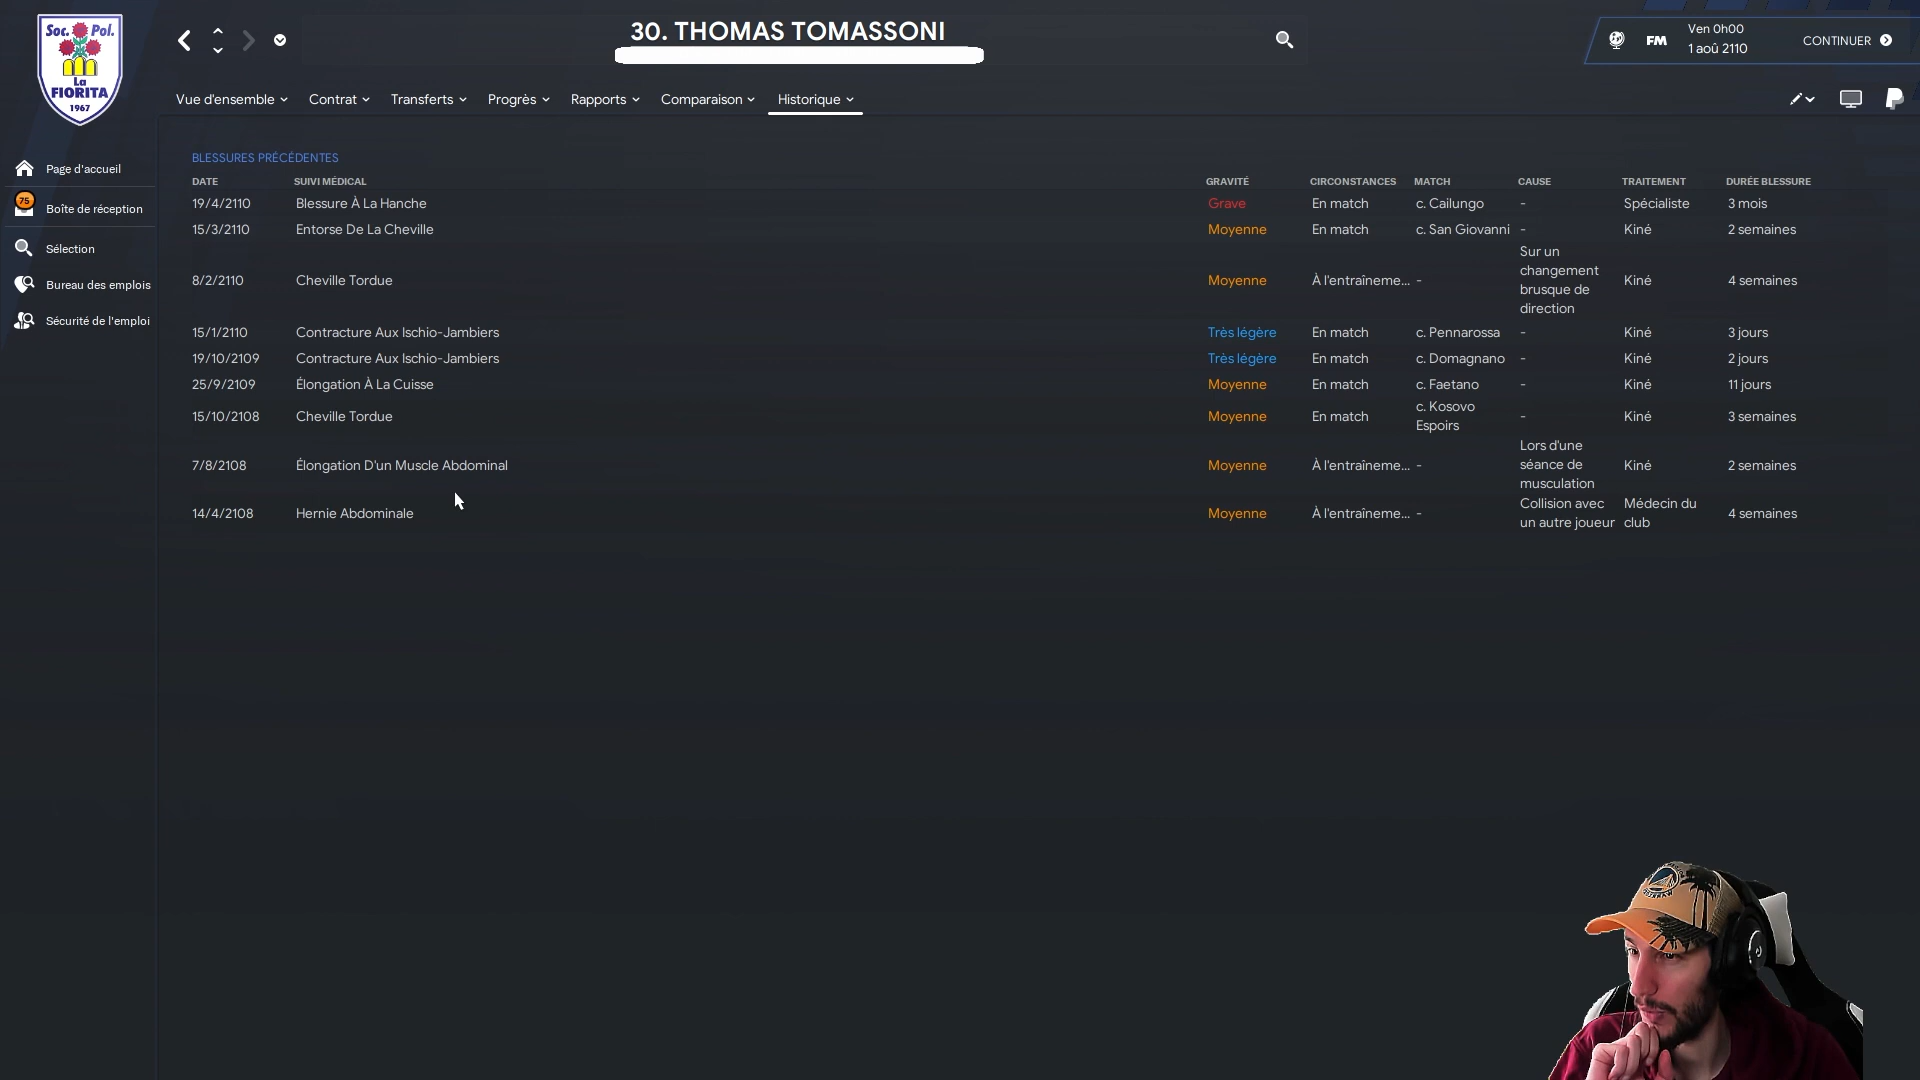 Soc. Pol.
La
FIORITA
1967
30. THOMAS TOMASSONI
FM
Ven 0h00
1 aoû 2110
CONTINUER
Vue d'ensemble
Contrat
Transferts
Progrès
Rapports
Comparaison
Historique
Page d'accueil
75
Boîte de réception
Sélection
Bureau des emplois
Sécurité de l'emploi
BLESSURES PRÉCÉDENTES
DATE SUIVI MÉDICAL GRAVITÉ CIRCONSTANCES MATCH CAUSE TRAITEMENT DURÉE BLESSURE
19/4/2110 Blessure À La Hanche Grave En match c. Cailungo - Spécialiste 3 mois
15/3/2110 Entorse De La Cheville Moyenne En match c. San Giovanni - Kiné 2 semaines
8/2/2110 Cheville Tordue Moyenne À l'entraîneme... - Sur un
changement
brusque de
direction
Kiné 4 semaines
15/1/2110 Contracture Aux Ischio-Jambiers Très légère En match c. Pennarossa - Kiné 3 jours
19/10/2109 Contracture Aux Ischio-Jambiers Très légère En match c. Domagnano - Kiné 2 jours
25/9/2109 Élongation À La Cuisse Moyenne En match c. Faetano - Kiné 11 jours
15/10/2108 Cheville Tordue Moyenne En match c. Kosovo
Espoirs
- Kiné 3 semaines
7/8/2108 Élongation D'un Muscle Abdominal Moyenne À l'entraîneme... - Lors d'une
séance de
musculation
Kiné 2 semaines
14/4/2108 Hernie Abdominale Moyenne À l'entraîneme... - Collision avec
un autre joueur
Médecin du
club
4 semaines